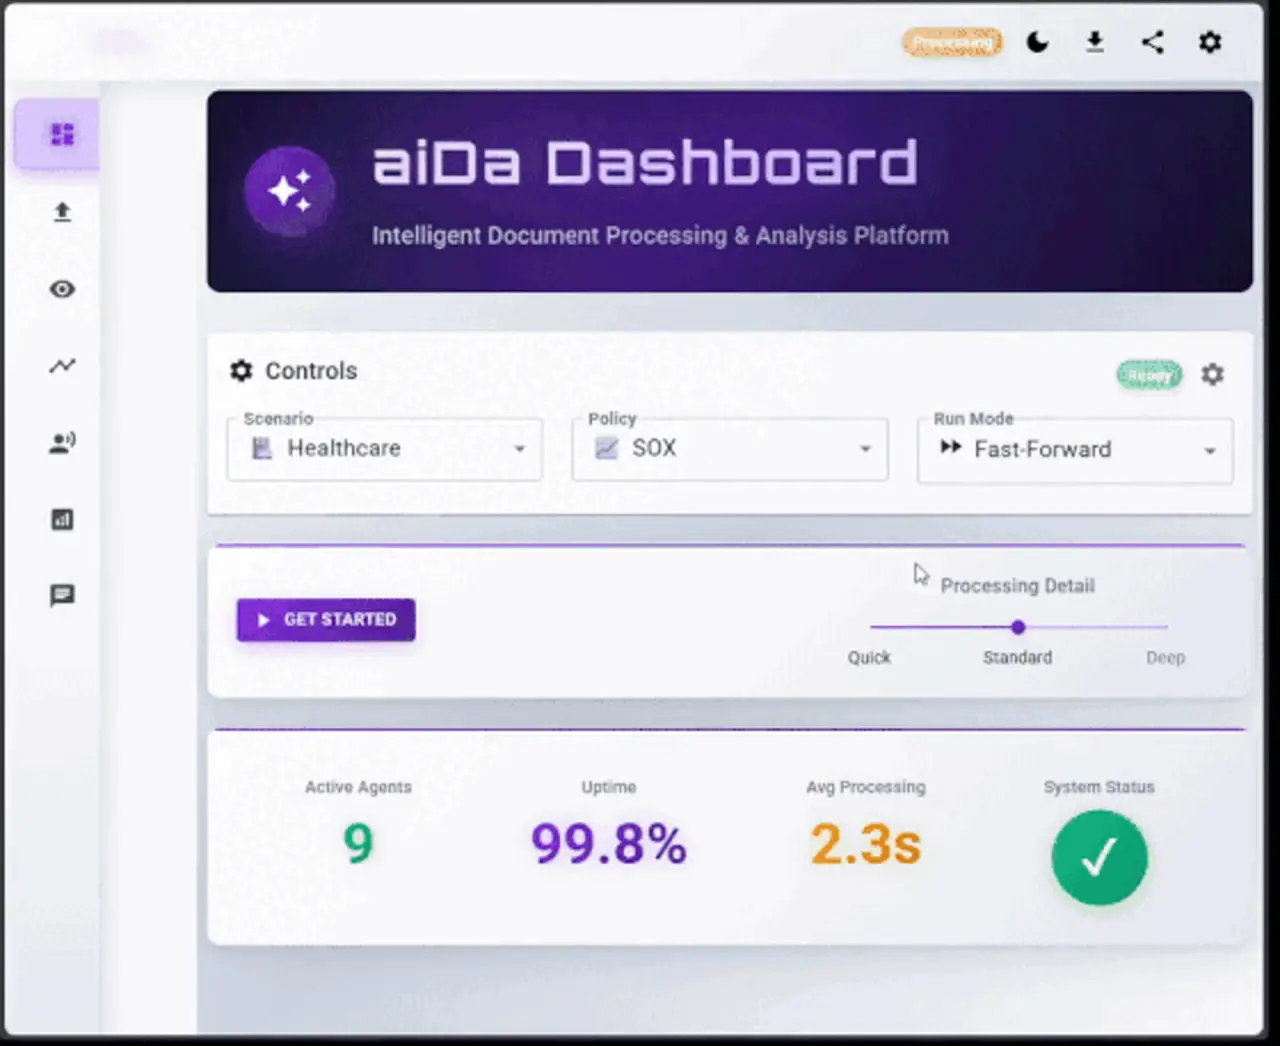 Processing
aiDa Dashboard
Intelligent Document Processing & Analysis Platform
Controls
Ready
Scenario
Healthcare
Policy
SOX
Run Mode
Fast-Forward
GET STARTED
Processing Detail
Quick
Standard
Deep
Active Agents
9
Uptime
99.8%
Avg Processing
2.3s
System Status